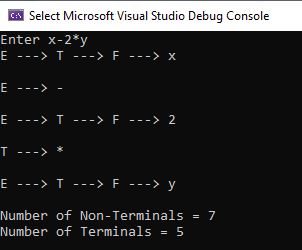 Select Microsoft Visual Studio Debug Console
Enter x-2*y
E ---> T ---> F ---> x
E ---> -
E ---> T ---> F ---> 2
T ---> *
E ---> T ---> F ---> y
Number of Non-Terminals = 7
Number of Terminals = 5